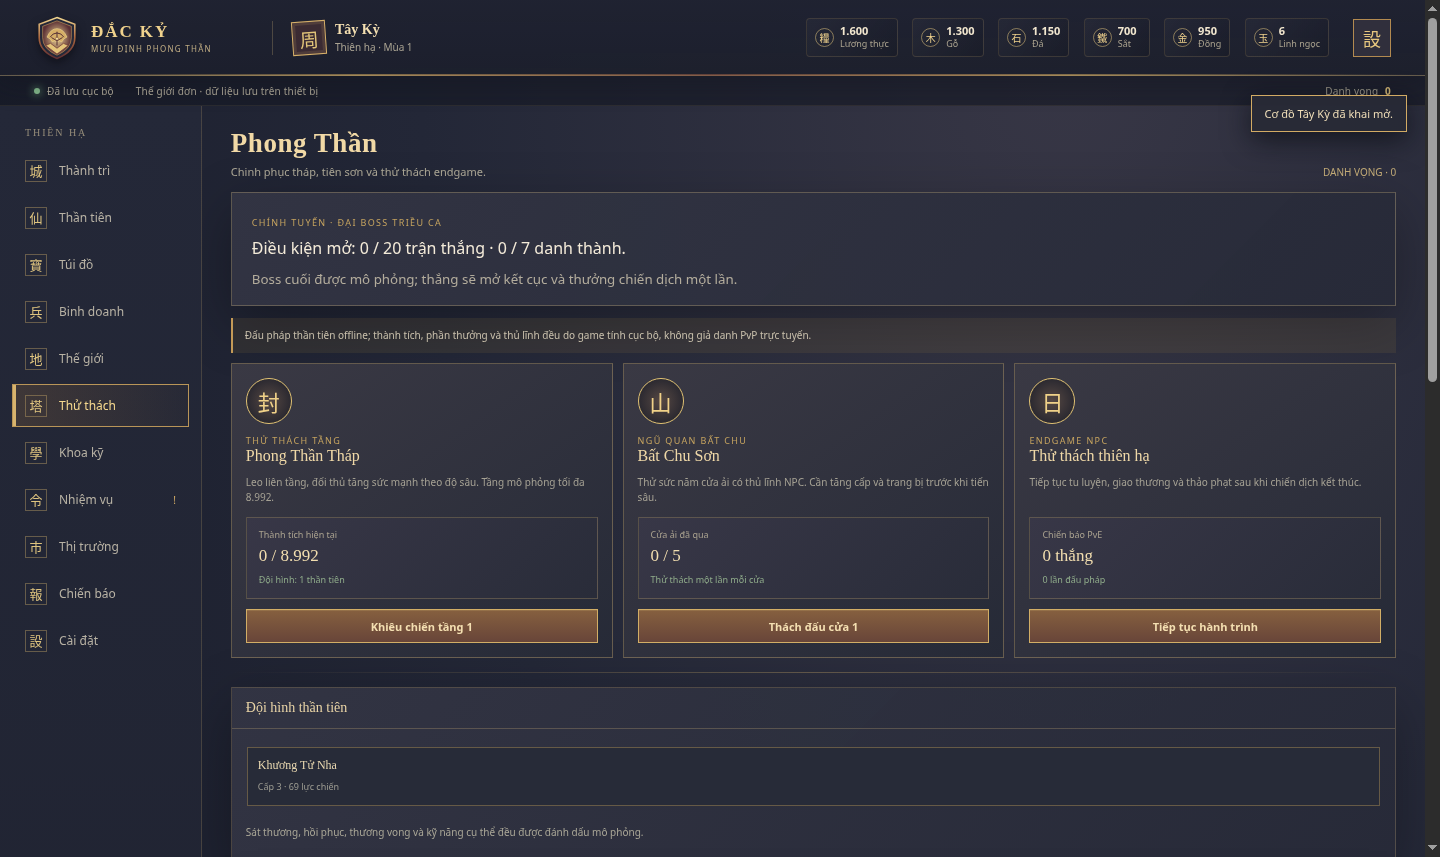 ĐẮC KỶ
MƯU ĐỊNH PHONG THẦN
周
Tây Kỳ
Thiên hạ · Mùa 1
糧
1.600
Lương thực
木
1.300
Gỗ
石
1.150
Đá
鐵
700
Sắt
金
950
Đồng
玉
6
Linh ngọc
設
Đã lưu cục bộ
Thế giới đơn · dữ liệu lưu trên thiết bị
Danh vọng 0
Cơ đồ Tây Kỳ đã khai mở.
THIÊN HẠ
城 Thành trì
仙 Thần tiên
寶 Túi đồ
兵 Binh doanh
地 Thế giới
塔 Thử thách
學 Khoa kỹ
令 Nhiệm vụ !
市 Thị trường
報 Chiến báo
設 Cài đặt
Phong Thần
Chinh phục tháp, tiên sơn và thử thách endgame.
DANH VỌNG · 0
CHÍNH TUYẾN · ĐẠI BOSS TRIỀU CA
Điều kiện mở: 0 / 20 trận thắng · 0 / 7 danh thành.
Boss cuối được mô phỏng; thắng sẽ mở kết cục và thưởng chiến dịch một lần.
Đấu pháp thần tiên offline; thành tích, phần thưởng và thủ lĩnh đều do game tính cục bộ, không giả danh PvP trực tuyến.
封
THỬ THÁCH TẦNG
Phong Thần Tháp
Leo liên tầng, đối thủ tăng sức mạnh theo độ sâu. Tầng mô phỏng tối đa
8.992.
Thành tích hiện tại
0 / 8.992
Đội hình: 1 thần tiên
Khiêu chiến tầng 1
山
NGŨ QUAN BẤT CHU
Bất Chu Sơn
Thử sức năm cửa ải có thủ lĩnh NPC. Cần tăng cấp và trang bị trước khi tiến
sâu.
Cửa ải đã qua
0 / 5
Thử thách một lần mỗi cửa
Thách đấu cửa 1
日
ENDGAME NPC
Thử thách thiên hạ
Tiếp tục tu luyện, giao thương và thảo phạt sau khi chiến dịch kết thúc.
Chiến báo PvE
0 thắng
0 lần đấu pháp
Tiếp tục hành trình
Đội hình thần tiên
Khương Tử Nha
Cấp 3 · 69 lực chiến
Sát thương, hồi phục, thương vong và kỹ năng cụ thể đều được đánh dấu mô phỏng.